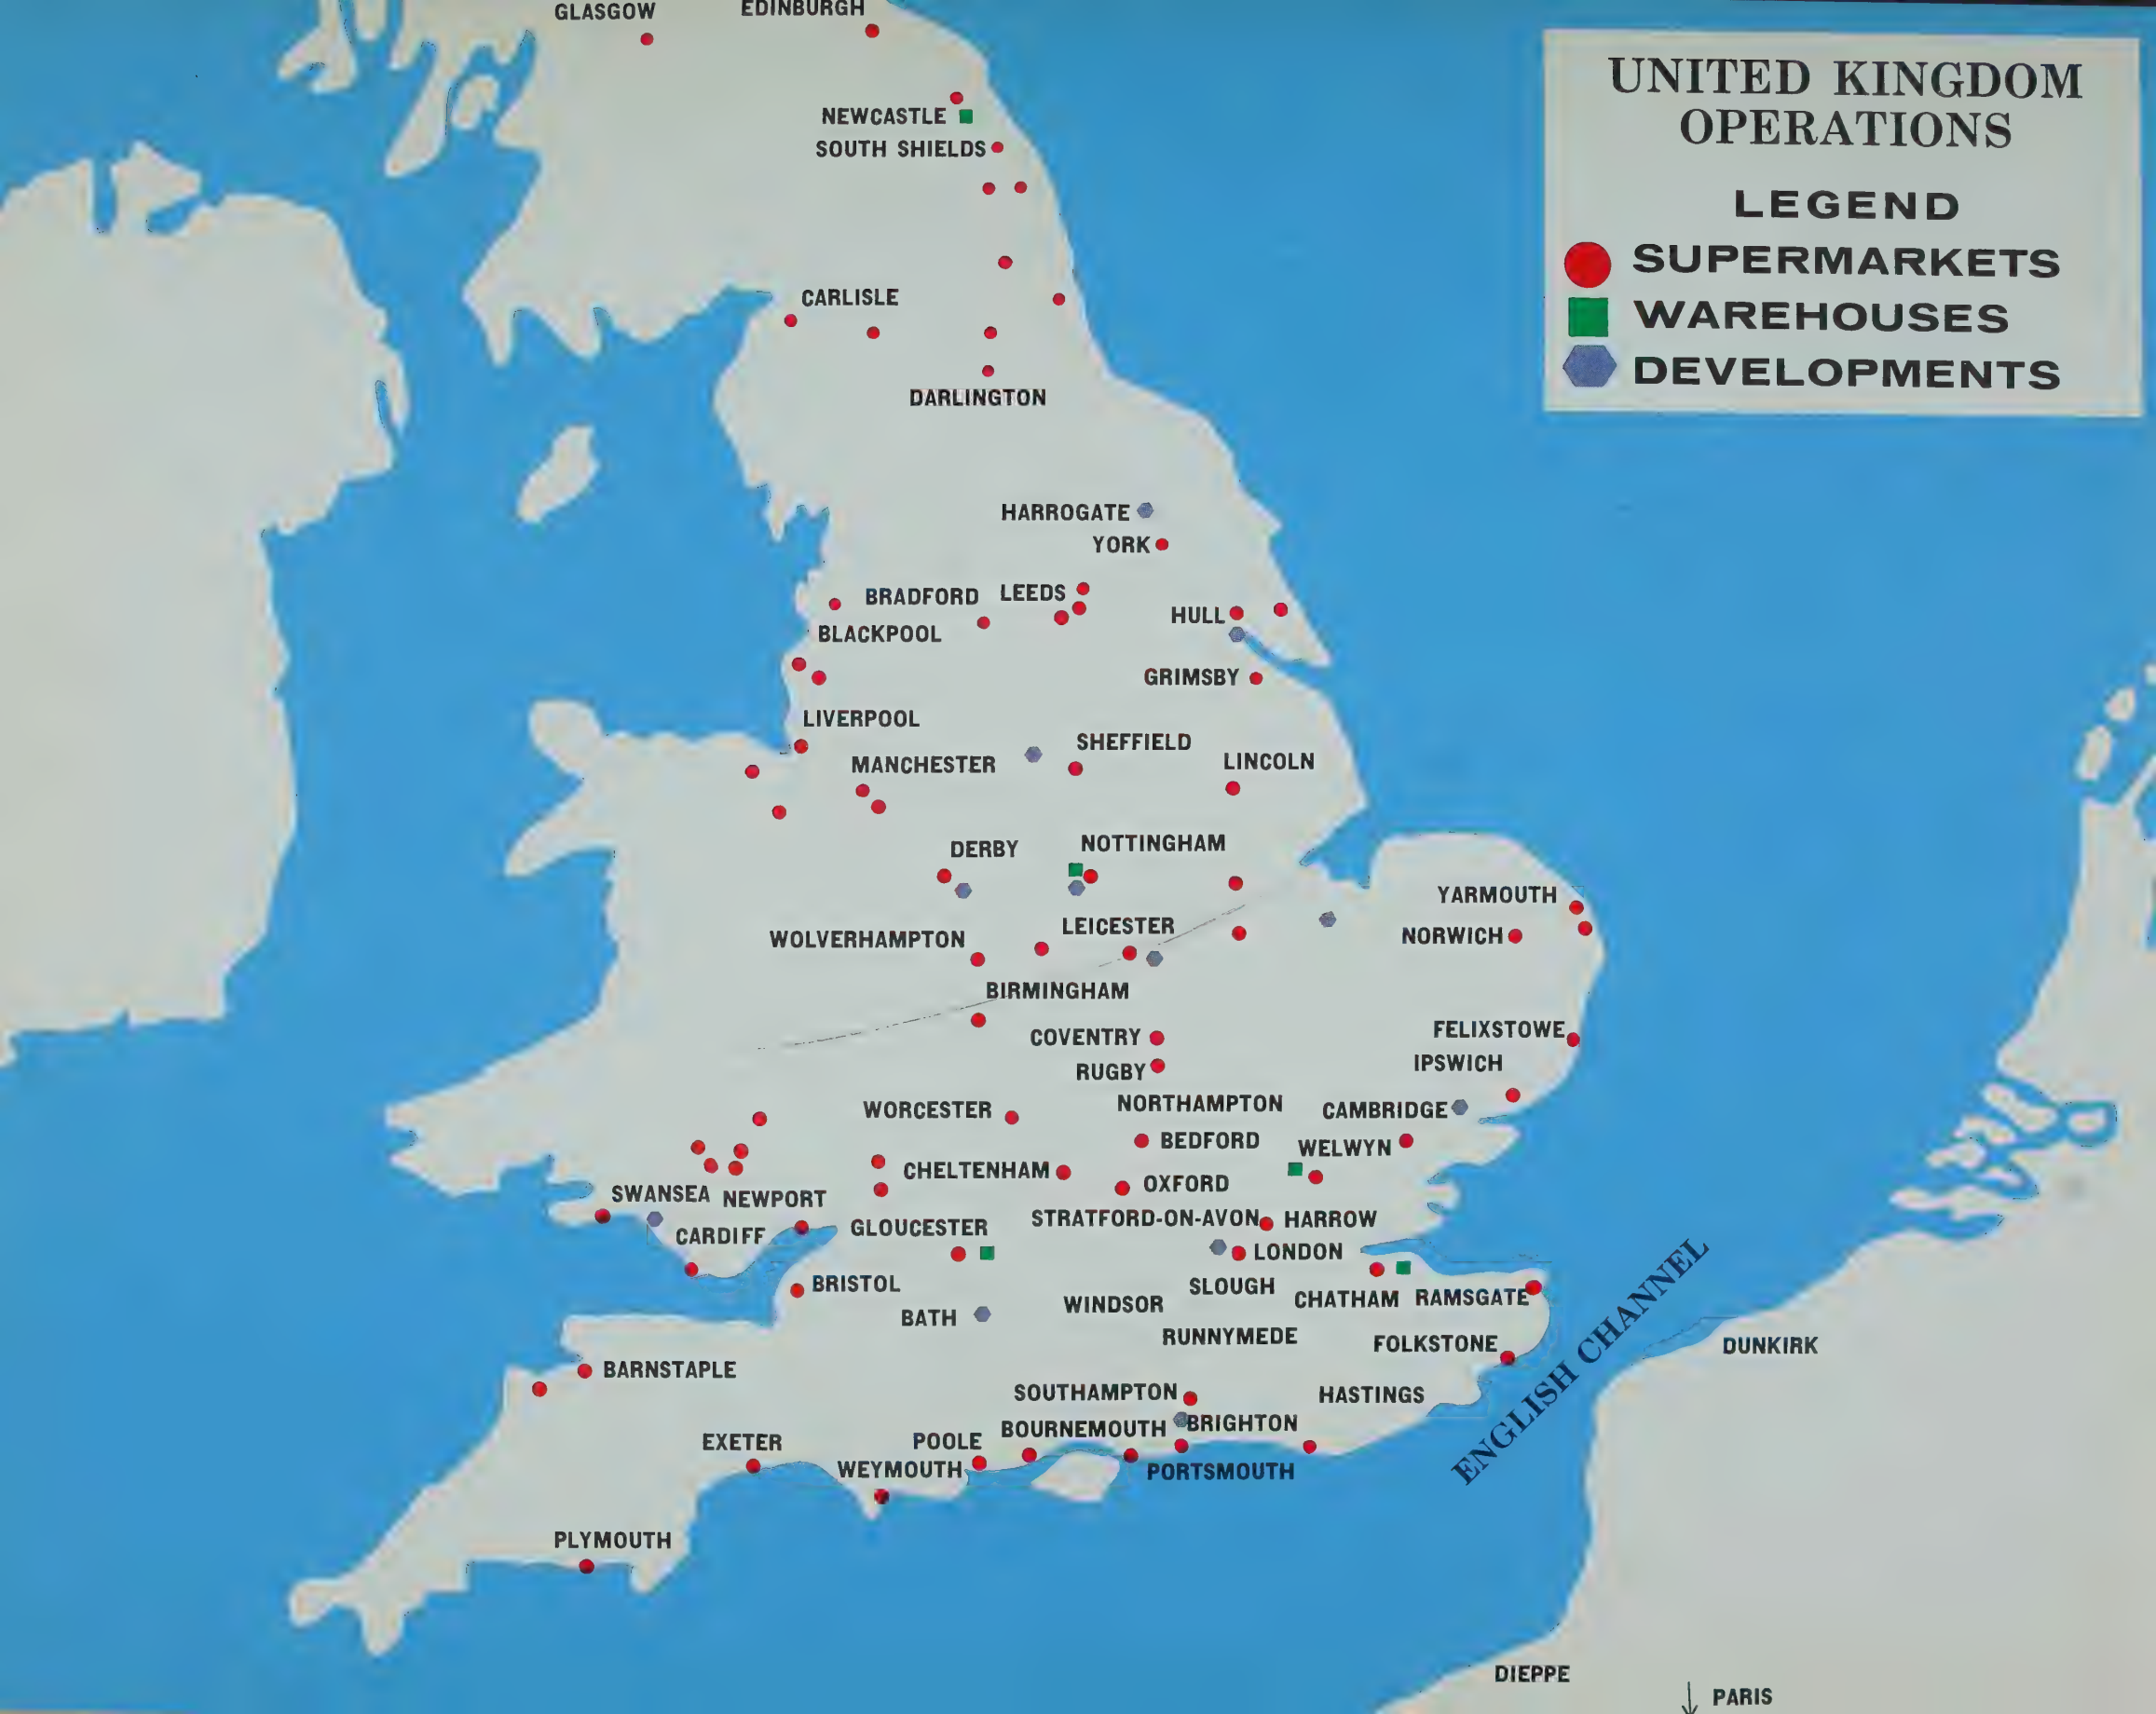 GLASGOW
EDINBURGH
UNITED KINGDOM
OPERATIONS
LEGEND
SUPERMARKETS
WAREHOUSES
DEVELOPMENTS
NEWCASTLE
SOUTH SHIELDS
CARLISLE
DARLINGTON
HARROGATE
YORK
BRADFORD
LEEDS
HULL
BLACKPOOL
GRIMSBY
LIVERPOOL
SHEFFIELD
MANCHESTER
LINCOLN
NOTTINGHAM
DERBY
YARMOUTH
LEICESTER
WOLVERHAMPTON
NORWICH
BIRMINGHAM
COVENTRY
FELIXSTOWE
IPSWICH
RUGBY
NORTHAMPTON
WORCESTER
CAMBRIDGE
BEDFORD
WELWYN
CHELTENHAM
OXFORD
SWANSEA
NEWPORT
STRATFORD-ON-AVON
HARROW
GLOUCESTER
CARDIFF
LONDON
BRISTOL
SLOUGH
CHATHAM
RAMSGATE
WINDSOR
BATH
RUNNYMEDE
FOLKSTONE
ENGLISH CHANNEL
DUNKIRK
BARNSTAPLE
SOUTHAMPTON
HASTINGS
BOURNEMOUTH
BRIGHTON
EXETER
POOLE
WEYMOUTH
PORTSMOUTH
PLYMOUTH
DIEPPE
PARIS